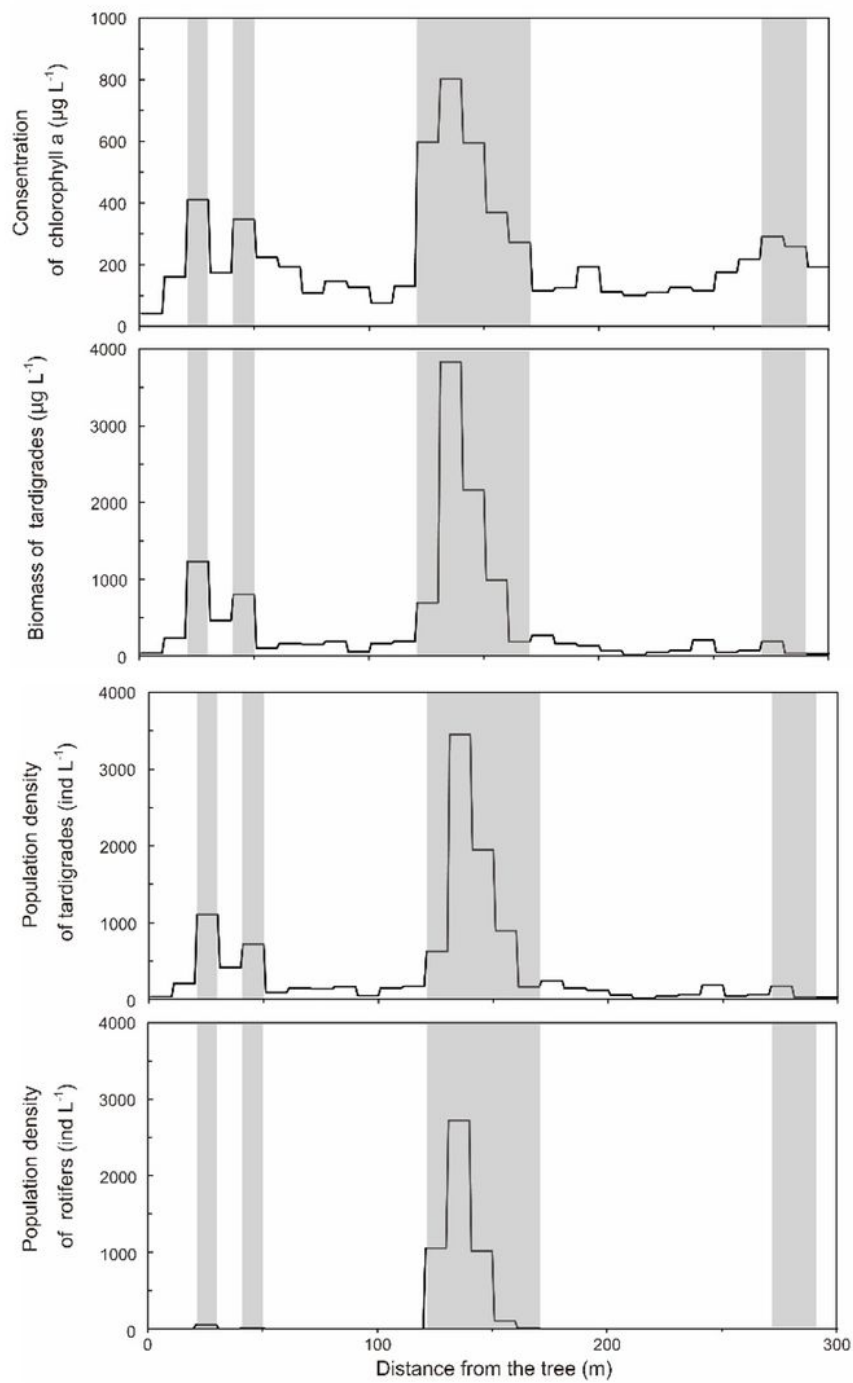 Consentration
of chlorophyll a (µg L⁻¹)
1000
800
600
400
200
0
Biomass of tardigrades (µg L⁻¹)
4000
3000
2000
1000
0
Population density
of tardigrades (ind L⁻¹)
4000
3000
2000
1000
0
Population density
of rotifers (ind L⁻¹)
4000
3000
2000
1000
0
0 100 200 300
Distance from the tree (m)